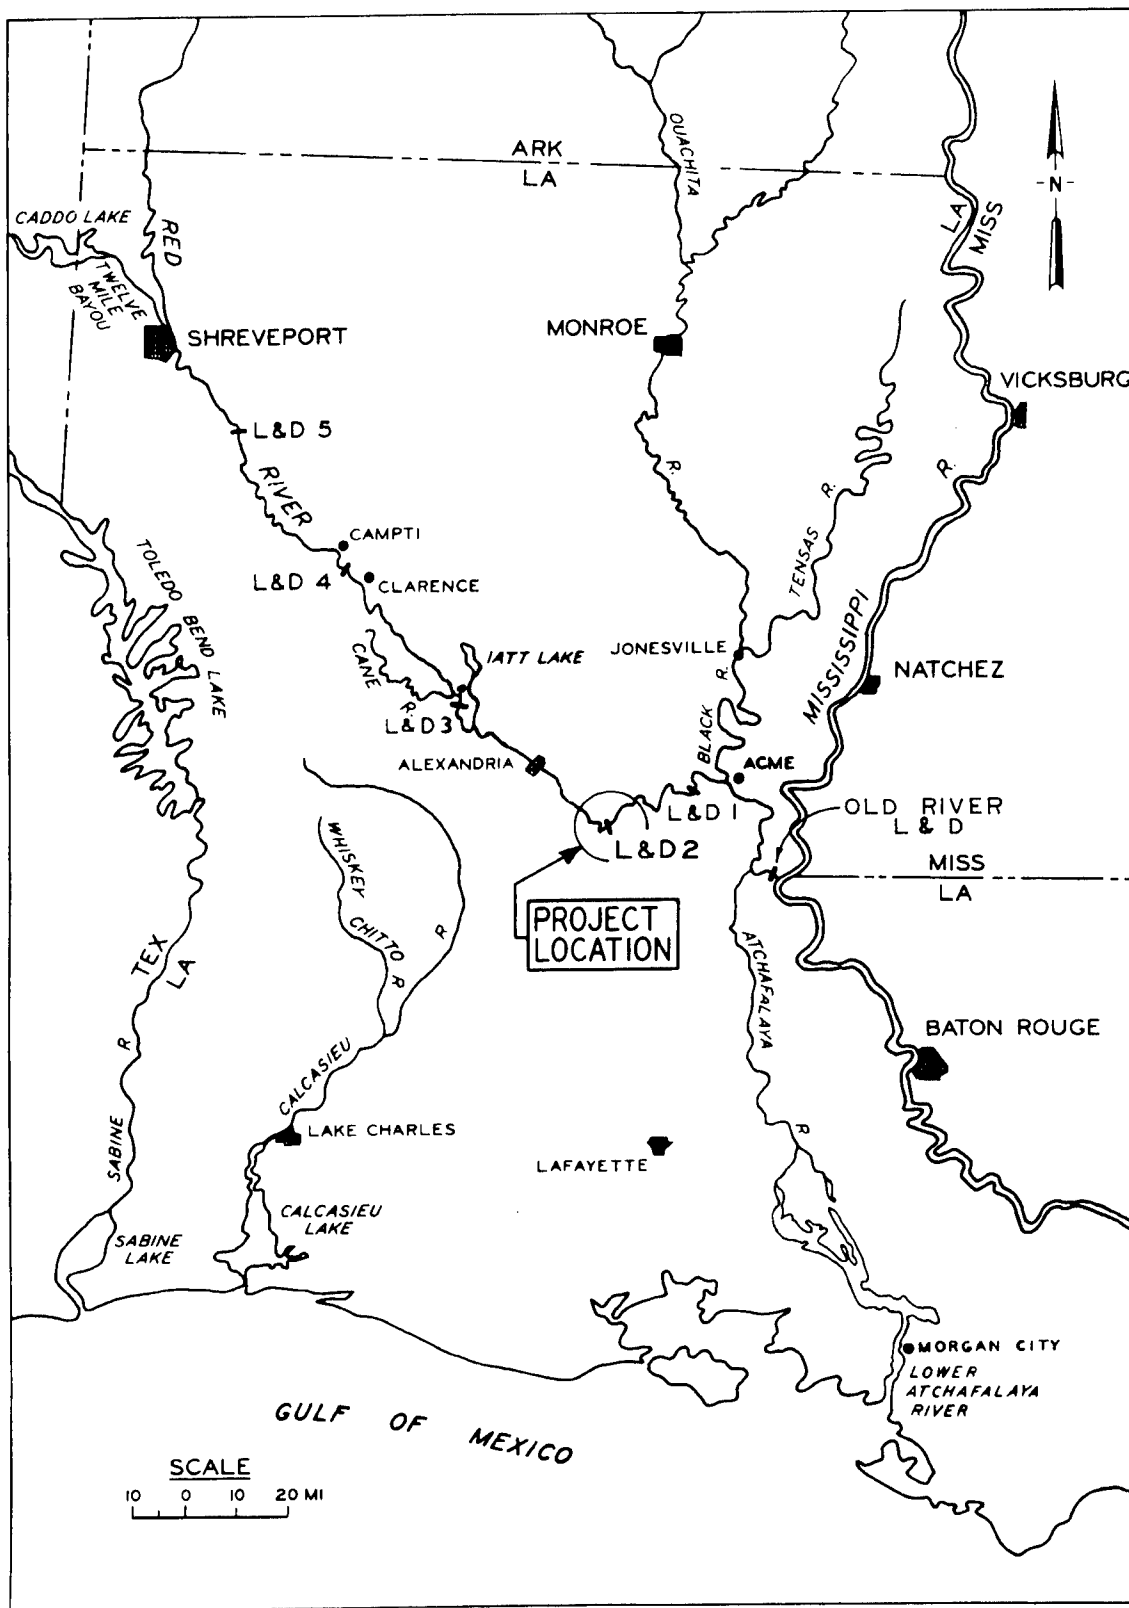 ARK
LA
OUACHITA
LA
MISS
-N-
CADDO LAKE
RED
TWELVE
MILE
BAYOU
SHREVEPORT
MONROE
VICKSBURG
L&D 5
RIVER
R.
R.
R.
CAMPTI
L&D 4
CLARENCE
TENSAS
TOLEDO BEND LAKE
IATT LAKE
CANE
R.
JONESVILLE
R.
MISSISSIPPI
NATCHEZ
L&D3
BLACK
ALEXANDRIA
ACME
L&D 1
OLD RIVER
L & D
L&D2
MISS
LA
WHISKEY
CHITTO R
R
PROJECT
LOCATION
TEX
LA
ATCHAFALAYA
R
BATON ROUGE
CALCASIEU
R
SABINE
LAKE CHARLES
LAFAYETTE
CALCASIEU
LAKE
SABINE
LAKE
MORGAN CITY
LOWER
ATCHAFALAYA
RIVER
GULF OF MEXICO
SCALE
10 0 10 20 MI